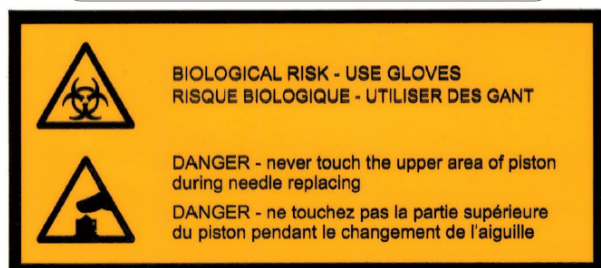 BIOLOGICAL RISK - USE GLOVES
RISQUE BIOLOGIQUE - UTILISER DES GANT
DANGER - never touch the upper area of piston
during needle replacing
DANGER - ne touchez pas la partie supérieure
du piston pendant le changement de l'aiguille